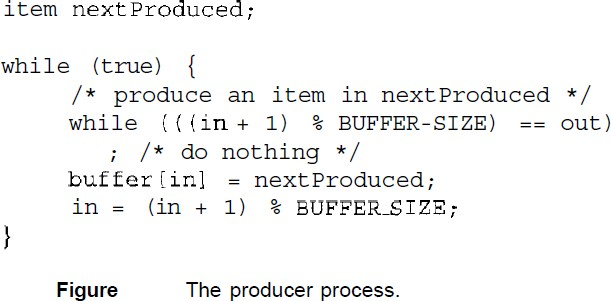 item nextProduced;
while (true) {
/* produce an item in nextProduced */
while (((in + 1) % BUFFER-SIZE) == out)
; /* do nothing */
buffer[in] = nextProduced;
in = (in + 1) % BUFFER_SIZE;
}
Figure The producer process.